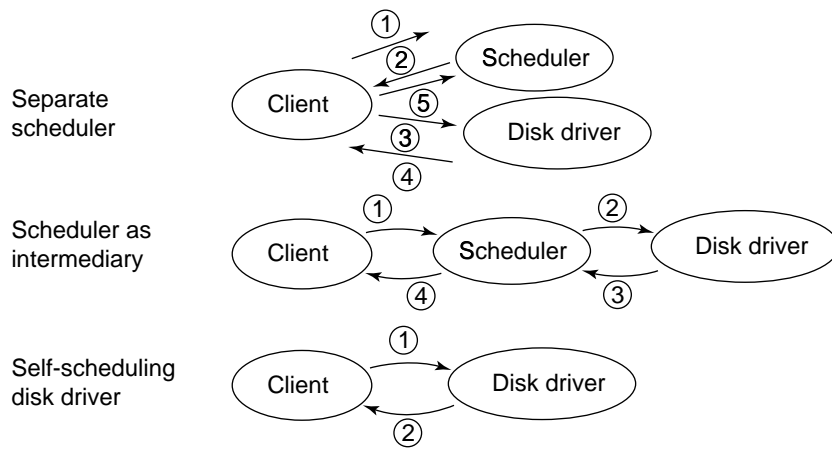 Separate
scheduler
Client
Scheduler
Disk driver
1
2
5
3
4
Scheduler as
intermediary
Client
Scheduler
Disk driver
1
2
4
3
Self-scheduling
disk driver
Client
Disk driver
1
2